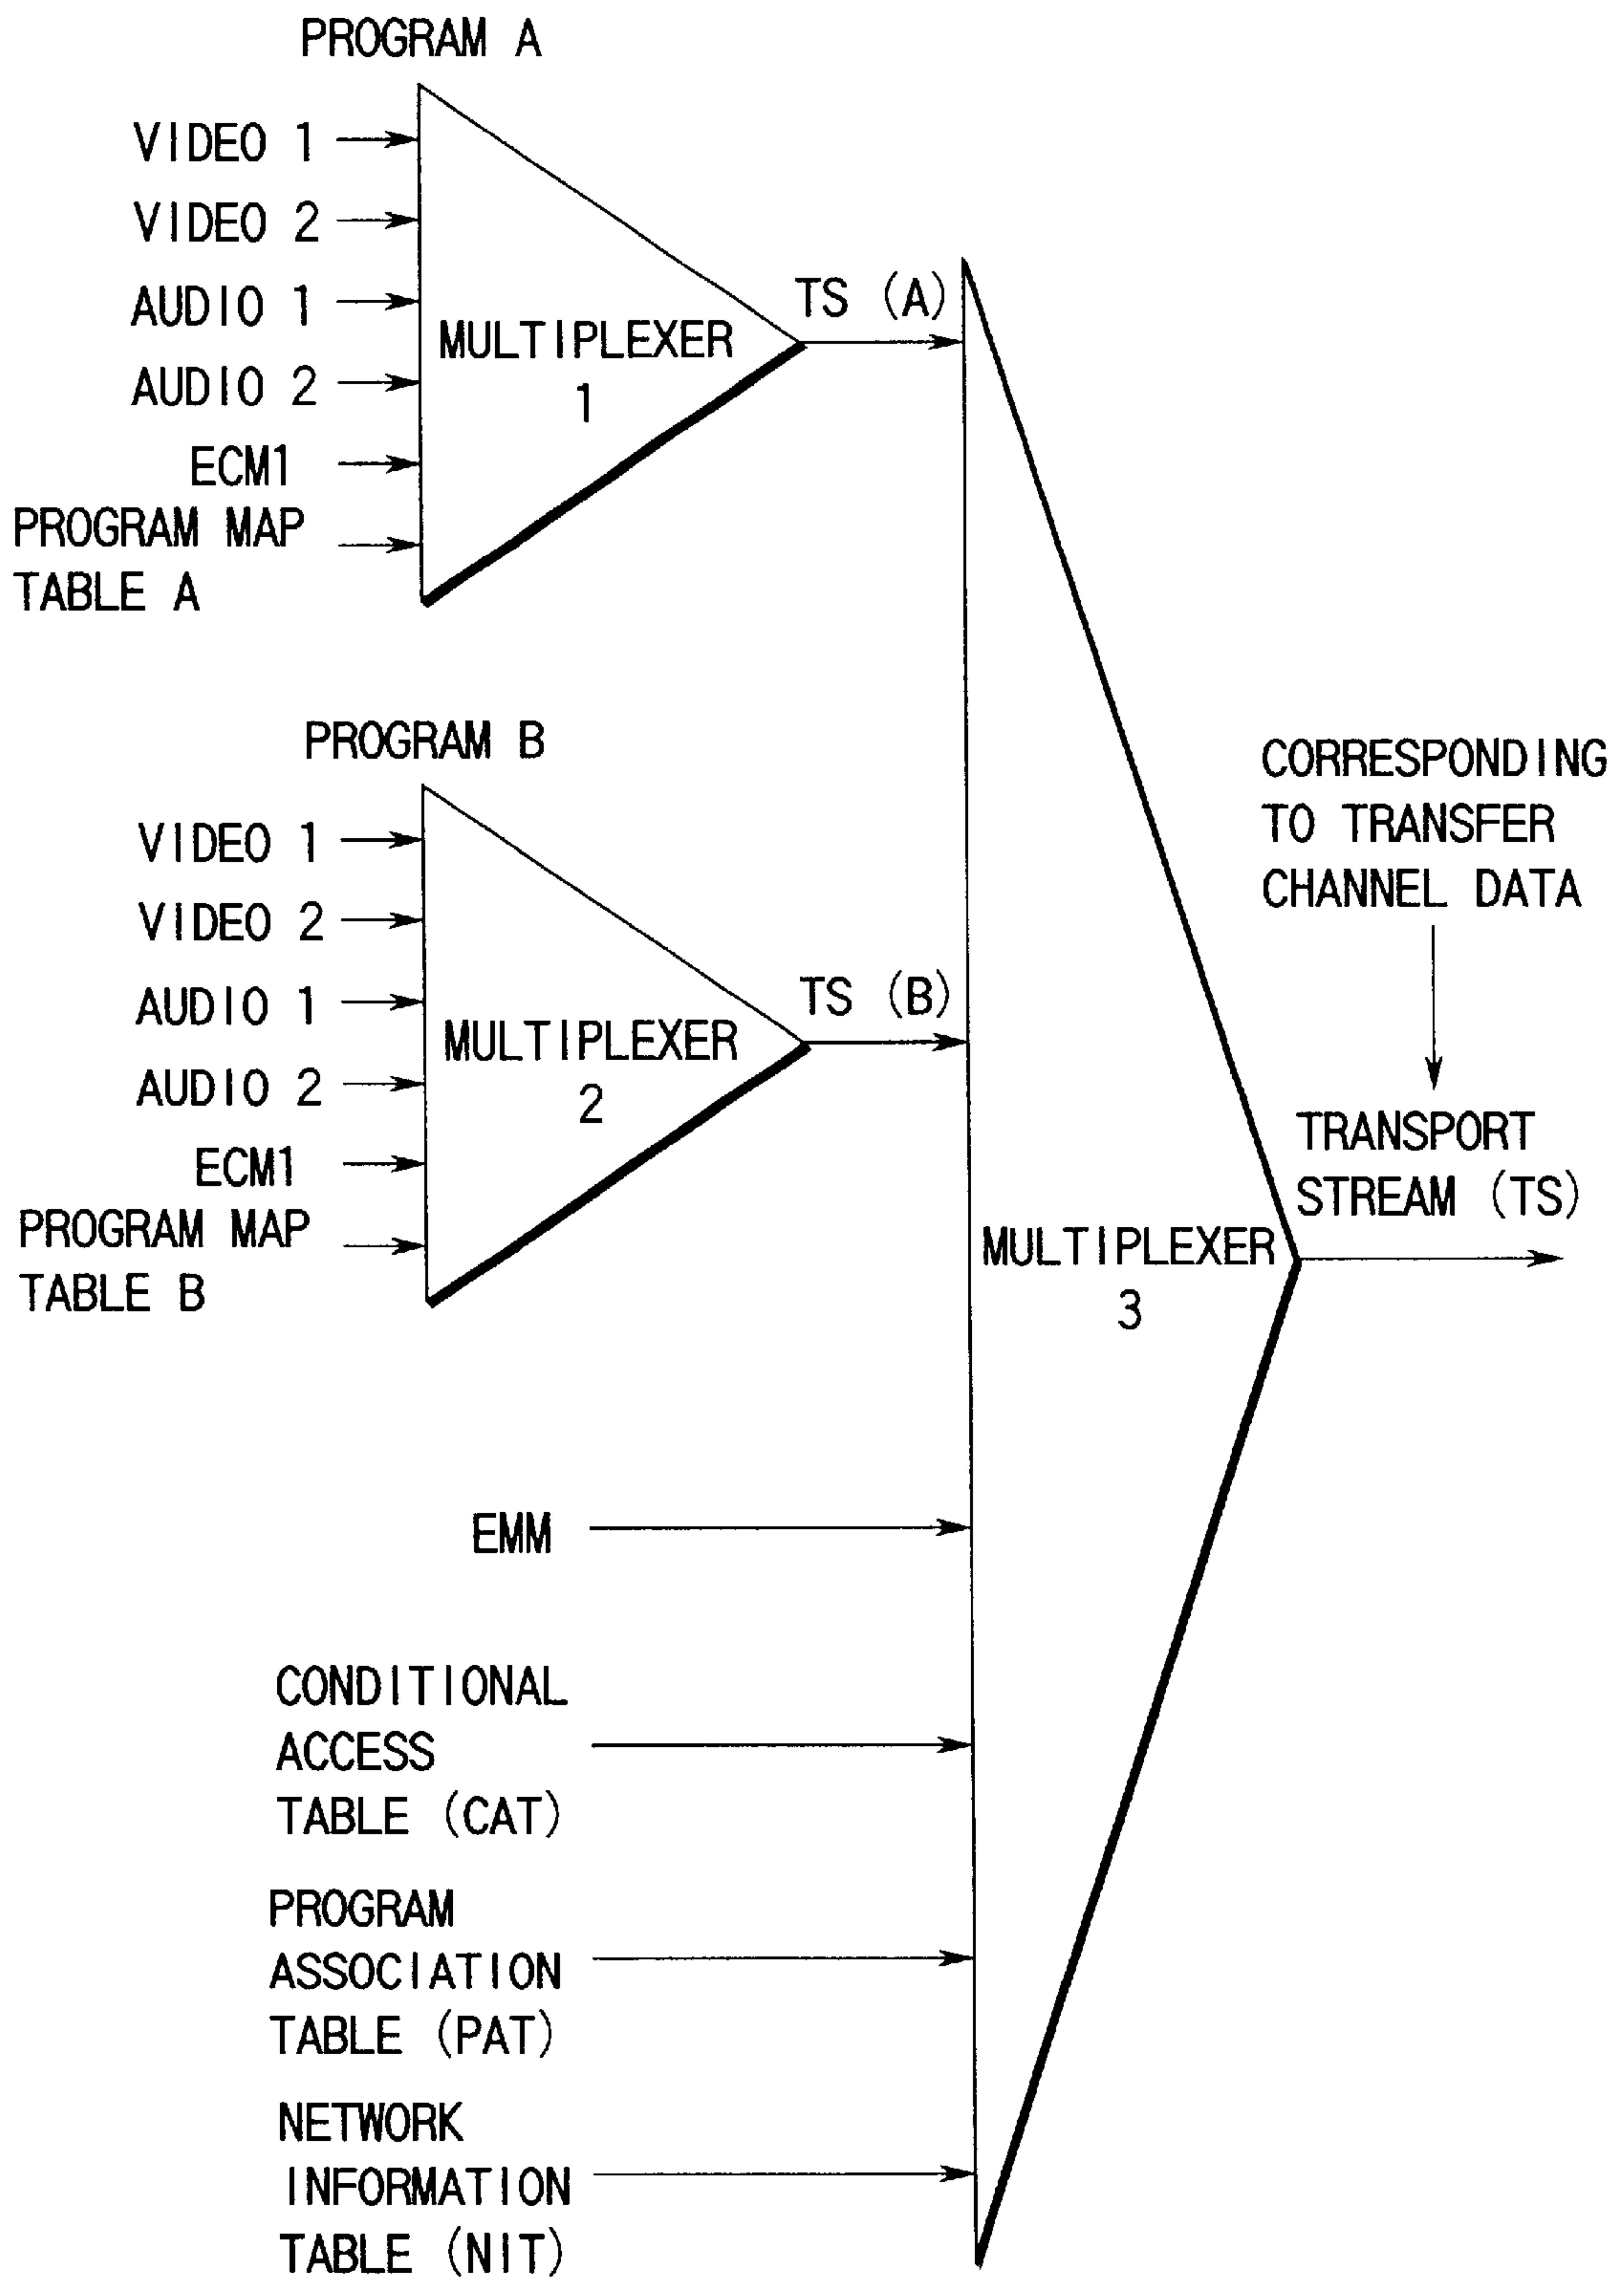 PROGRAM A
VIDEO 1
VIDEO 2
AUDIO 1
AUDIO 2
ECM1
PROGRAM MAP
TABLE A
MULTIPLEXER
1
TS (A)
PROGRAM B
VIDEO 1
VIDEO 2
AUDIO 1
AUDIO 2
ECM1
PROGRAM MAP
TABLE B
MULTIPLEXER
2
TS (B)
EMM
CONDITIONAL
ACCESS
TABLE (CAT)
PROGRAM
ASSOCIATION
TABLE (PAT)
NETWORK
INFORMATION
TABLE (NIT)
MULTIPLEXER
3
CORRESPONDING
TO TRANSFER
CHANNEL DATA
TRANSPORT
STREAM (TS)